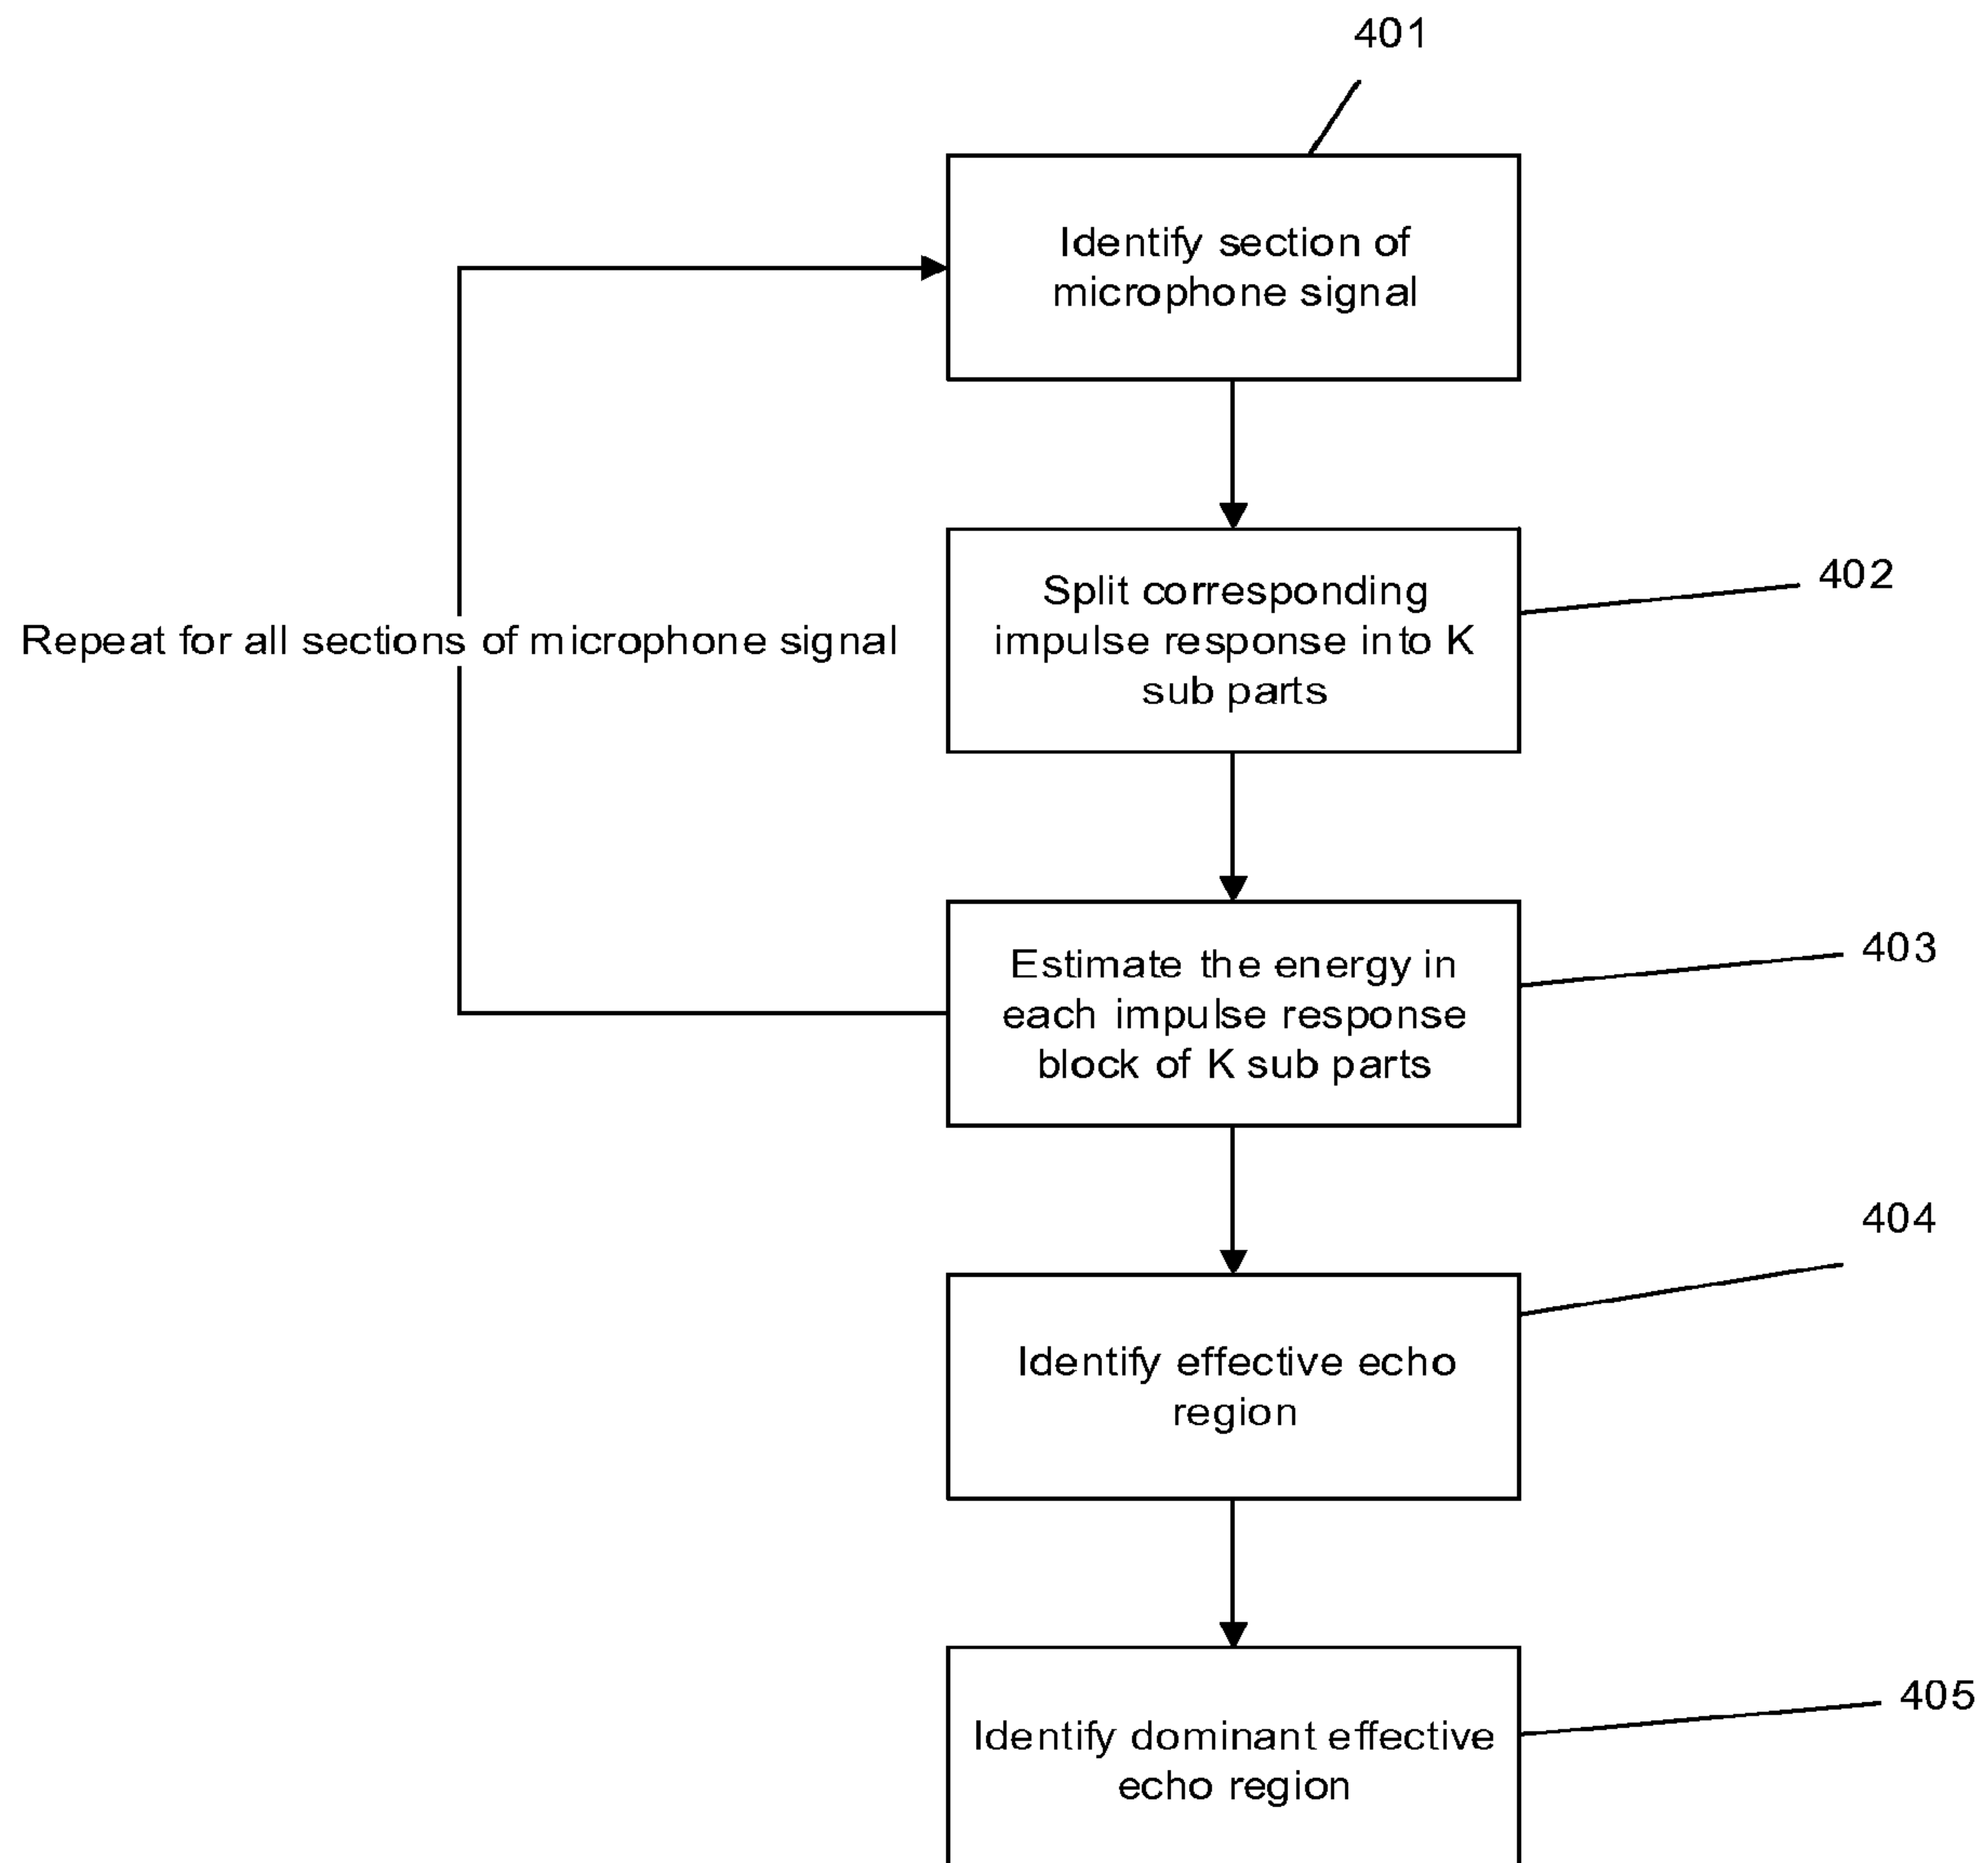 401
Identify section of
microphone signal
402
Split corresponding
impulse response into K
sub parts
Repeat for all sections of microphone signal
403
Estimate the energy in
each impulse response
block of K sub parts
404
Identify effective echo
region
405
Identify dominant effective
echo region